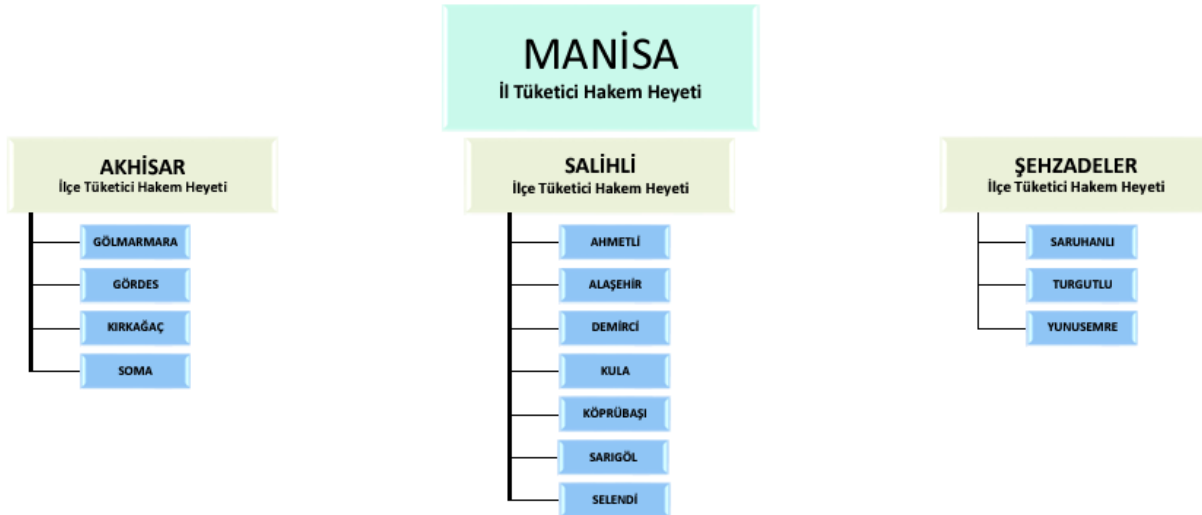 MANİSA
İl Tüketici Hakem Heyeti
AKHİSAR
İlçe Tüketici Hakem Heyeti
GÖLMARMARA
GÖRDES
KIRKAĞAÇ
SOMA
SALİHLİ
İlçe Tüketici Hakem Heyeti
AHMETLİ
ALAŞEHİR
DEMİRCİ
KULA
KÖPRÜBAŞI
SARIGÖL
SELENDİ
ŞEHZADELER
İlçe Tüketici Hakem Heyeti
SARUHANLI
TURGUTLU
YUNUSEMRE